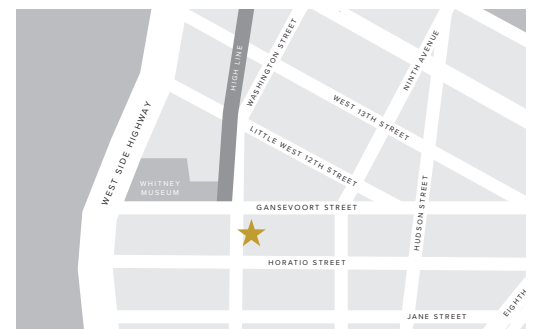 HIGH LINE
WASHINGTON STREET
NINTH AVENUE
WEST SIDE HIGHWAY
WEST 13TH STREET
LITTLE WEST 12TH STREET
WHITNEY
MUSEUM
GANSEVOORT STREET
HUDSON STREET
HORATIO STREET
EIGHTH
JANE STREET